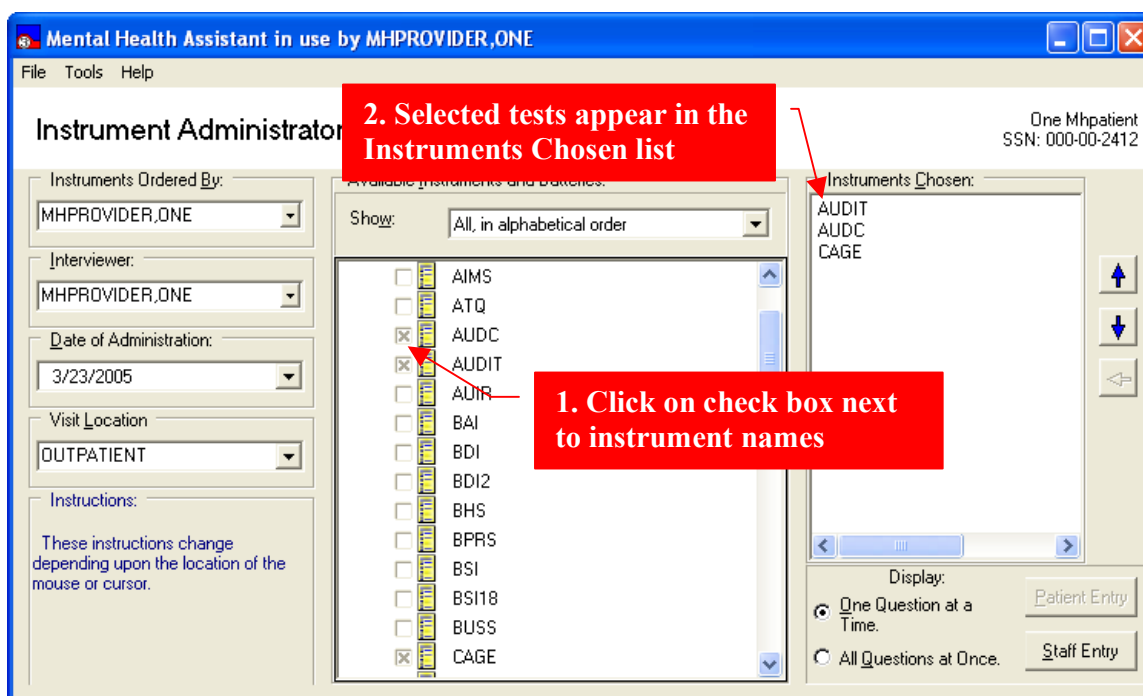 Mental Health Assistant in use by MHPROVIDER,ONE
File Tools Help
Instrument Administrator
2. Selected tests appear in the
Instruments Chosen list
One Mhpatient
SSN: 000-00-2412
Instruments Ordered By:
MHPROVIDER,ONE
Interviewer:
MHPROVIDER,ONE
Date of Administration:
3/23/2005
Visit Location
OUTPATIENT
Instructions:
These instructions change
depending upon the location of the
mouse or cursor.
Available Instruments and Batteries:
Show:
All, in alphabetical order
AIMS
ATQ
AUDC
AUDIT
AUIR
BAI
BDI
BDI2
BHS
BPRS
BSI
BSI18
BUSS
CAGE
1. Click on check box next
to instrument names
Instruments Chosen:
AUDIT
AUDC
CAGE
Display:
One Question at a
Time.
All Questions at Once.
Patient Entry
Staff Entry